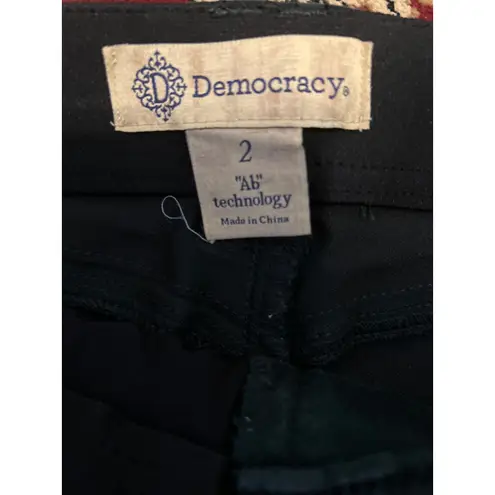 D Democracy®
2
"Ab"
technology
Made in China